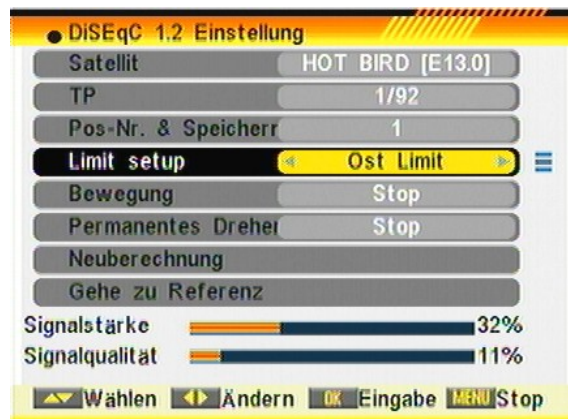 DiSEqC 1.2 Einstellung
Satellit HOT BIRD [E13.0]
TP 1/92
Pos-Nr. & Speicherr 1
Limit setup Ost Limit
Bewegung Stop
Permanentes Dreher Stop
Neuberechnung
Gehe zu Referenz
Signalstärke 32%
Signalqualität 11%
Wählen Ändern OK Eingabe MENU Stop